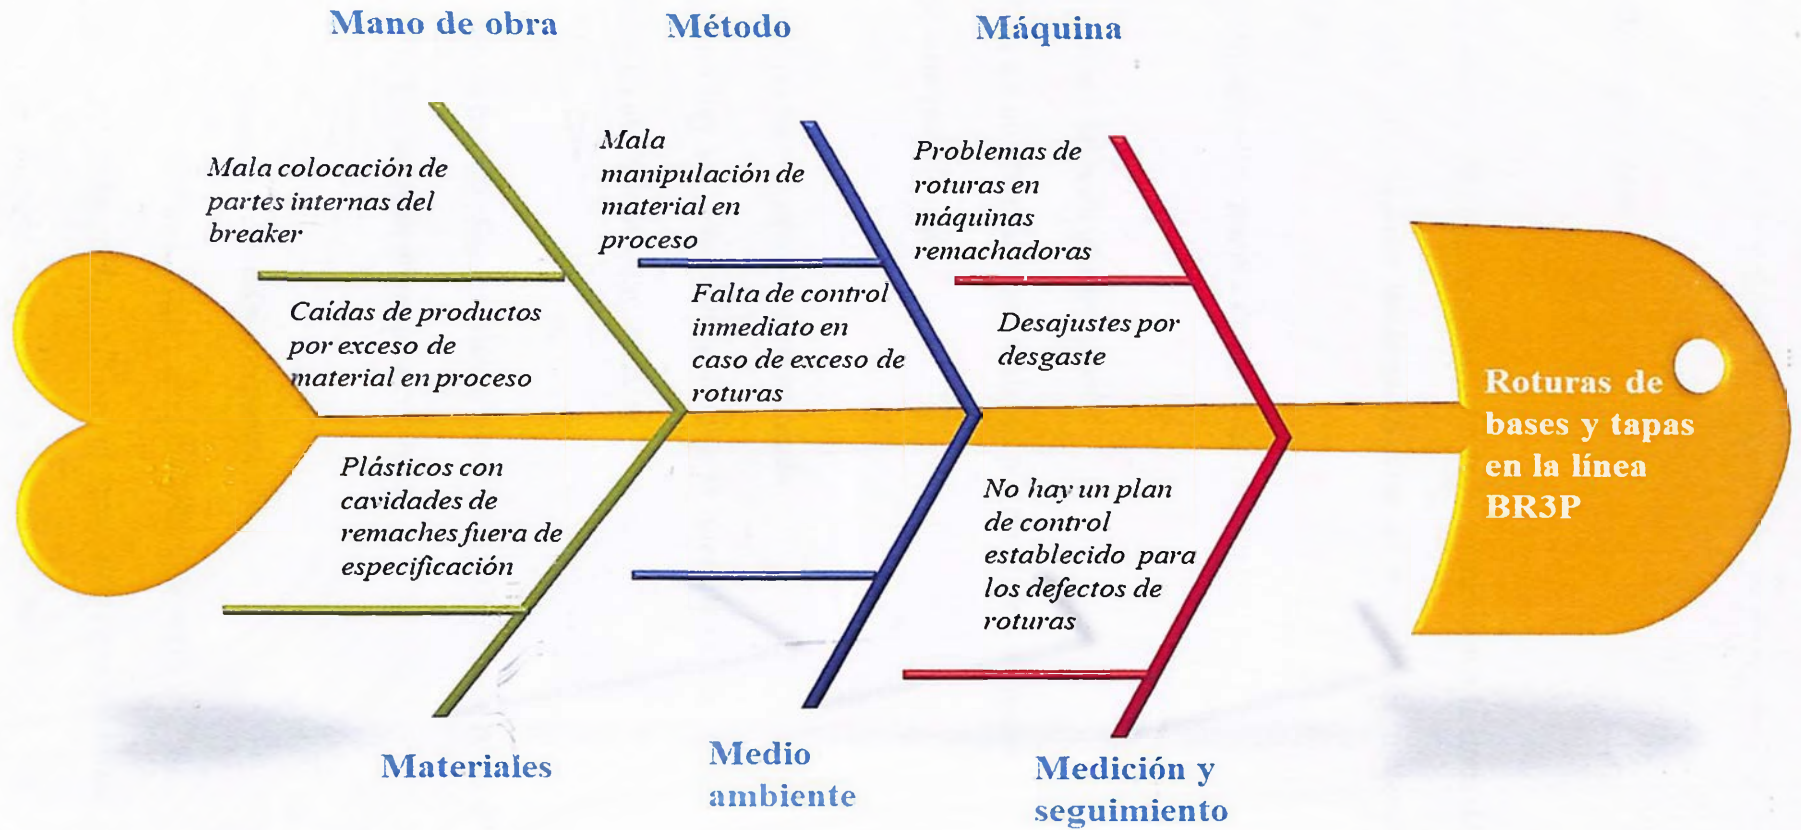 Mano de obra
Método
Máquina
Mala colocación de
partes internas del
breaker
Caídas de productos
por exceso de
material en proceso
Mala
manipulación de
material en
proceso
Falta de control
inmediato en
caso de exceso de
roturas
Problemas de
roturas en
máquinas
remachadoras
Desajustes por
desgaste
Roturas de
bases y tapas
en la línea
BR3P
Plásticos con
cavidades de
remaches fuera de
especificación
No hay un plan
de control
establecido para
los defectos de
roturas
Materiales
Medio
ambiente
Medición y
seguimiento